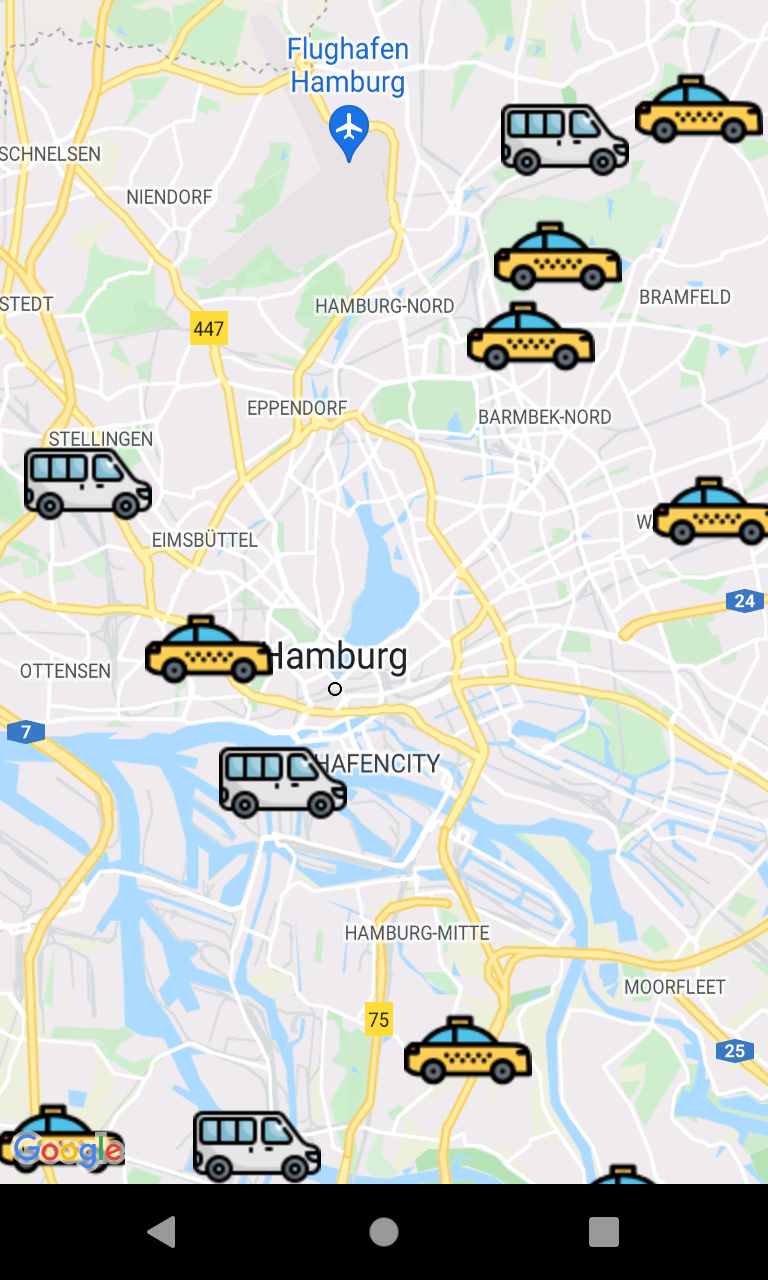 Flughafen
Hamburg
SCHNELSEN
NIENDORF
STEDT
HAMBURG-NORD
BRAMFELD
447
EPPENDORF
BARMBEK-NORD
STELLINGEN
W
EIMSBÜTTEL
24
Hamburg
OTTENSEN
7
HAFENCITY
HAMBURG-MITTE
MOORFLEET
75
25
Google